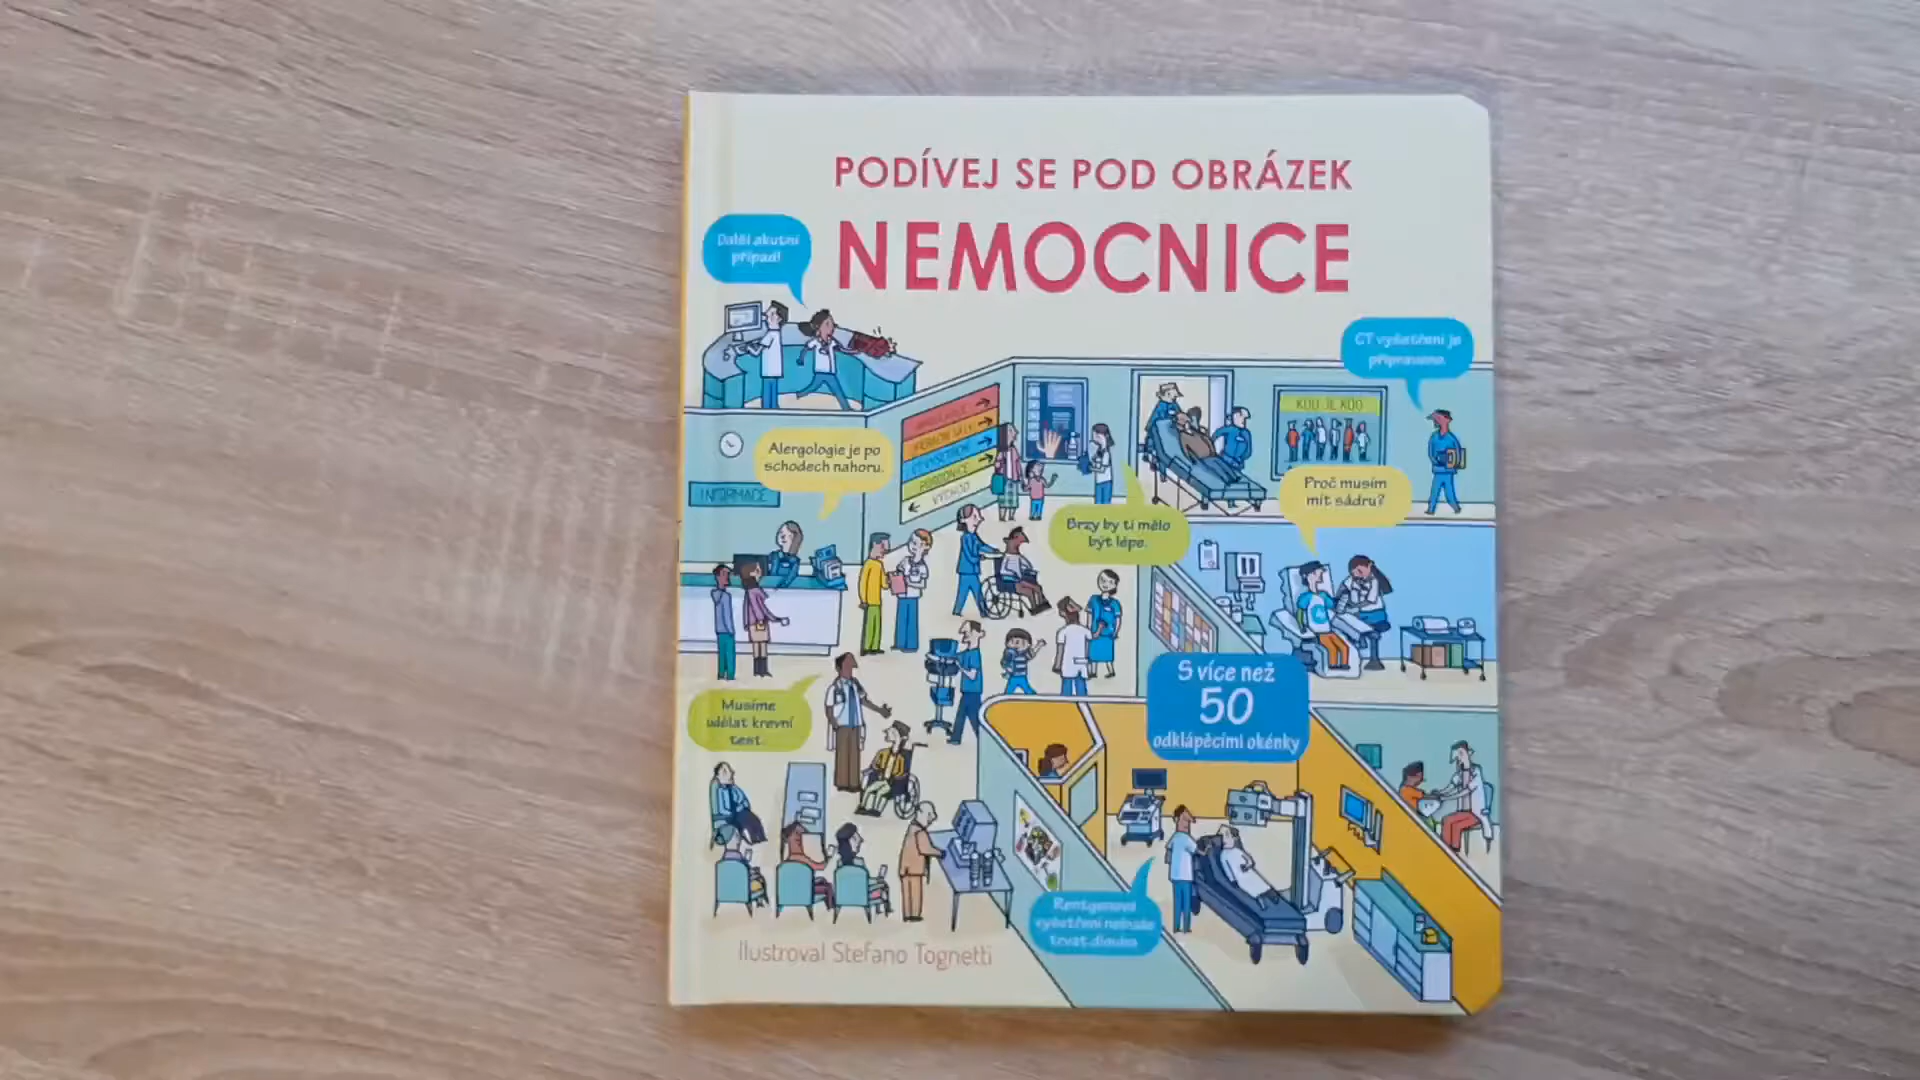 PODÍVEJ SE POD OBRÁZEK
NEMOCNICE
Další akutní
případ!
CT vyšetření je
připraveno.
KDO JE KDO
Alergologie je po
schodech nahoru.
INFORMACE
VÝCHOD
Proč musím
mít sádru?
Brzy by ti mělo
být lépe.
S více než
50
odklápěcími okénky
Musíme
udělat krevní
test.
Rentgenové
vyšetření nebude
trvat dlouho.
Ilustroval Stefano Tognetti